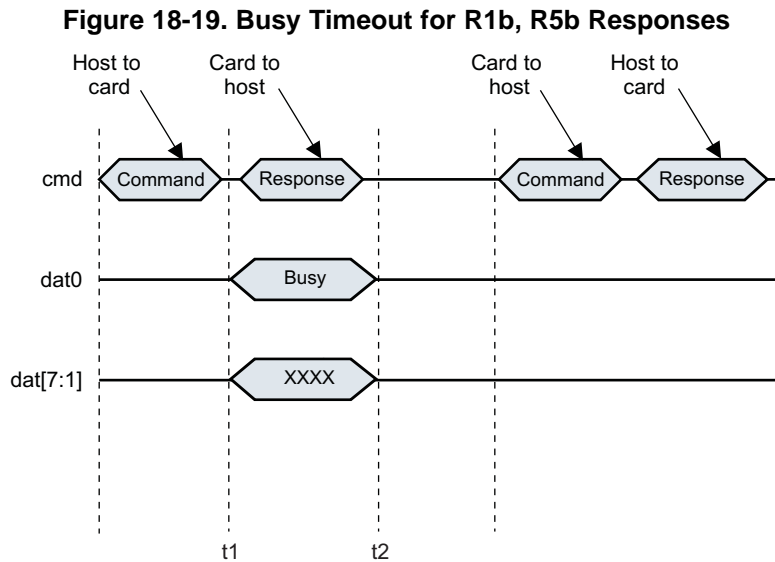 Figure 18-19. Busy Timeout for R1b, R5b Responses
Host to
card
Card to
host
Card to
host
Host to
card
cmd
Command
Response
Command
Response
dat0
Busy
dat[7:1]
XXXX
t1
t2